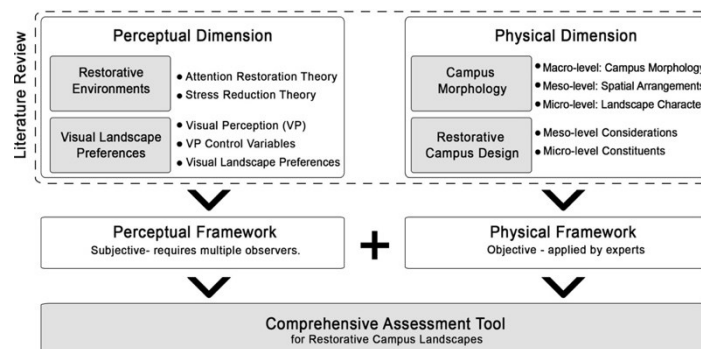 Literature Review
Perceptual Dimension
Restorative
Environments
• Attention Restoration Theory
• Stress Reduction Theory
Visual Landscape
Preferences
• Visual Perception (VP)
• VP Control Variables
• Visual Landscape Preferences
Physical Dimension
Campus
Morphology
• Macro-level: Campus Morphology
• Meso-level: Spatial Arrangements
• Micro-level: Landscape Character
Restorative
Campus Design
• Meso-level Considerations
• Micro-level Constituents
Perceptual Framework
Subjective- requires multiple observers.
+
Physical Framework
Objective - applied by experts
Comprehensive Assessment Tool
for Restorative Campus Landscapes